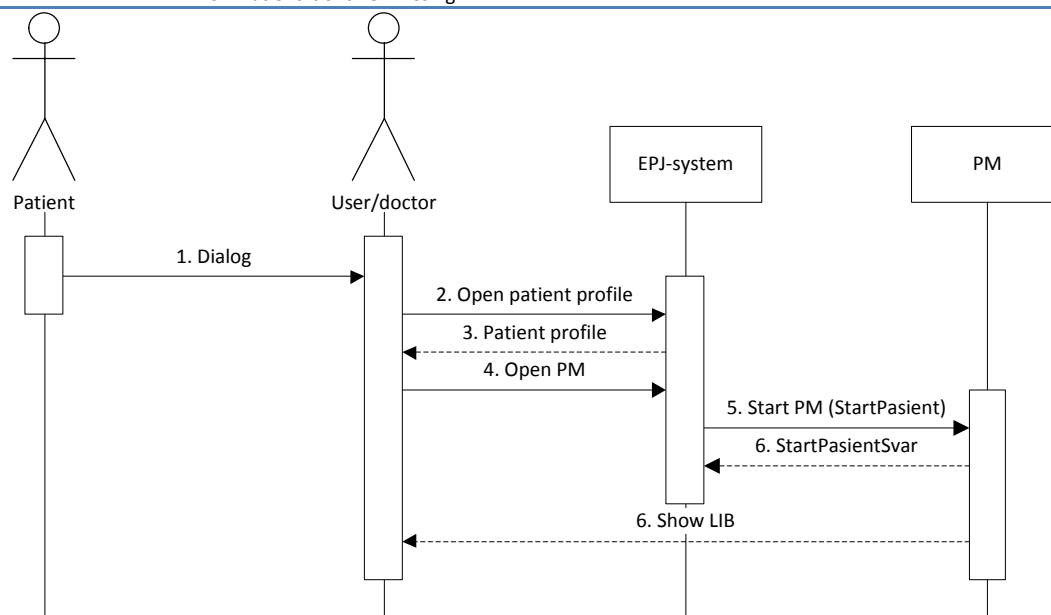 Patient
User/doctor
EPJ-system
PM
1. Dialog
2. Open patient profile
3. Patient profile
4. Open PM
5. Start PM (StartPasient)
6. StartPasientSvar
6. Show LIB